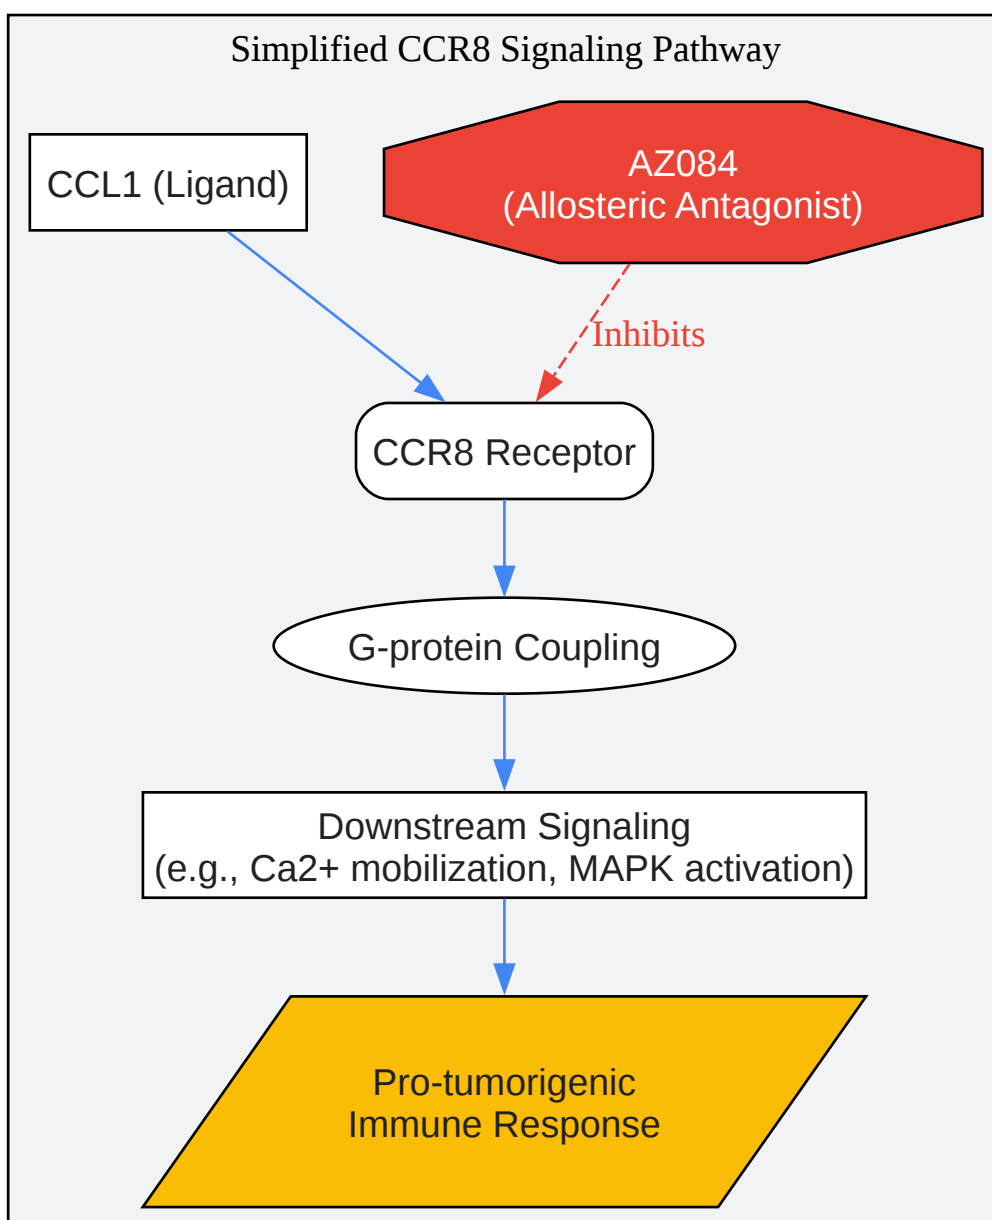 Simplified CCR8 Signaling Pathway
CCL1 (Ligand)
AZ084
(Allosteric Antagonist)
Inhibits
CCR8 Receptor
G-protein Coupling
Downstream Signaling
(e.g., Ca2+ mobilization, MAPK activation)
Pro-tumorigenic
Immune Response